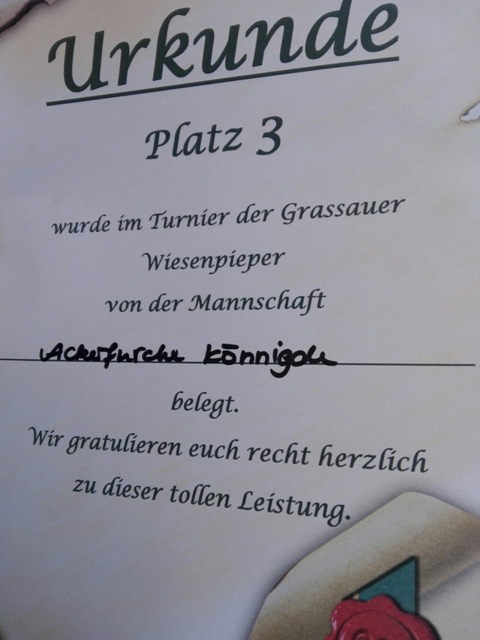 Urkunde
Platz 3
wurde im Turnier der Grassauer
Wiesenpieper
von der Mannschaft
Ackerfurche Könnigode
belegt.
Wir gratulieren euch recht herzlich
zu dieser tollen Leistung.